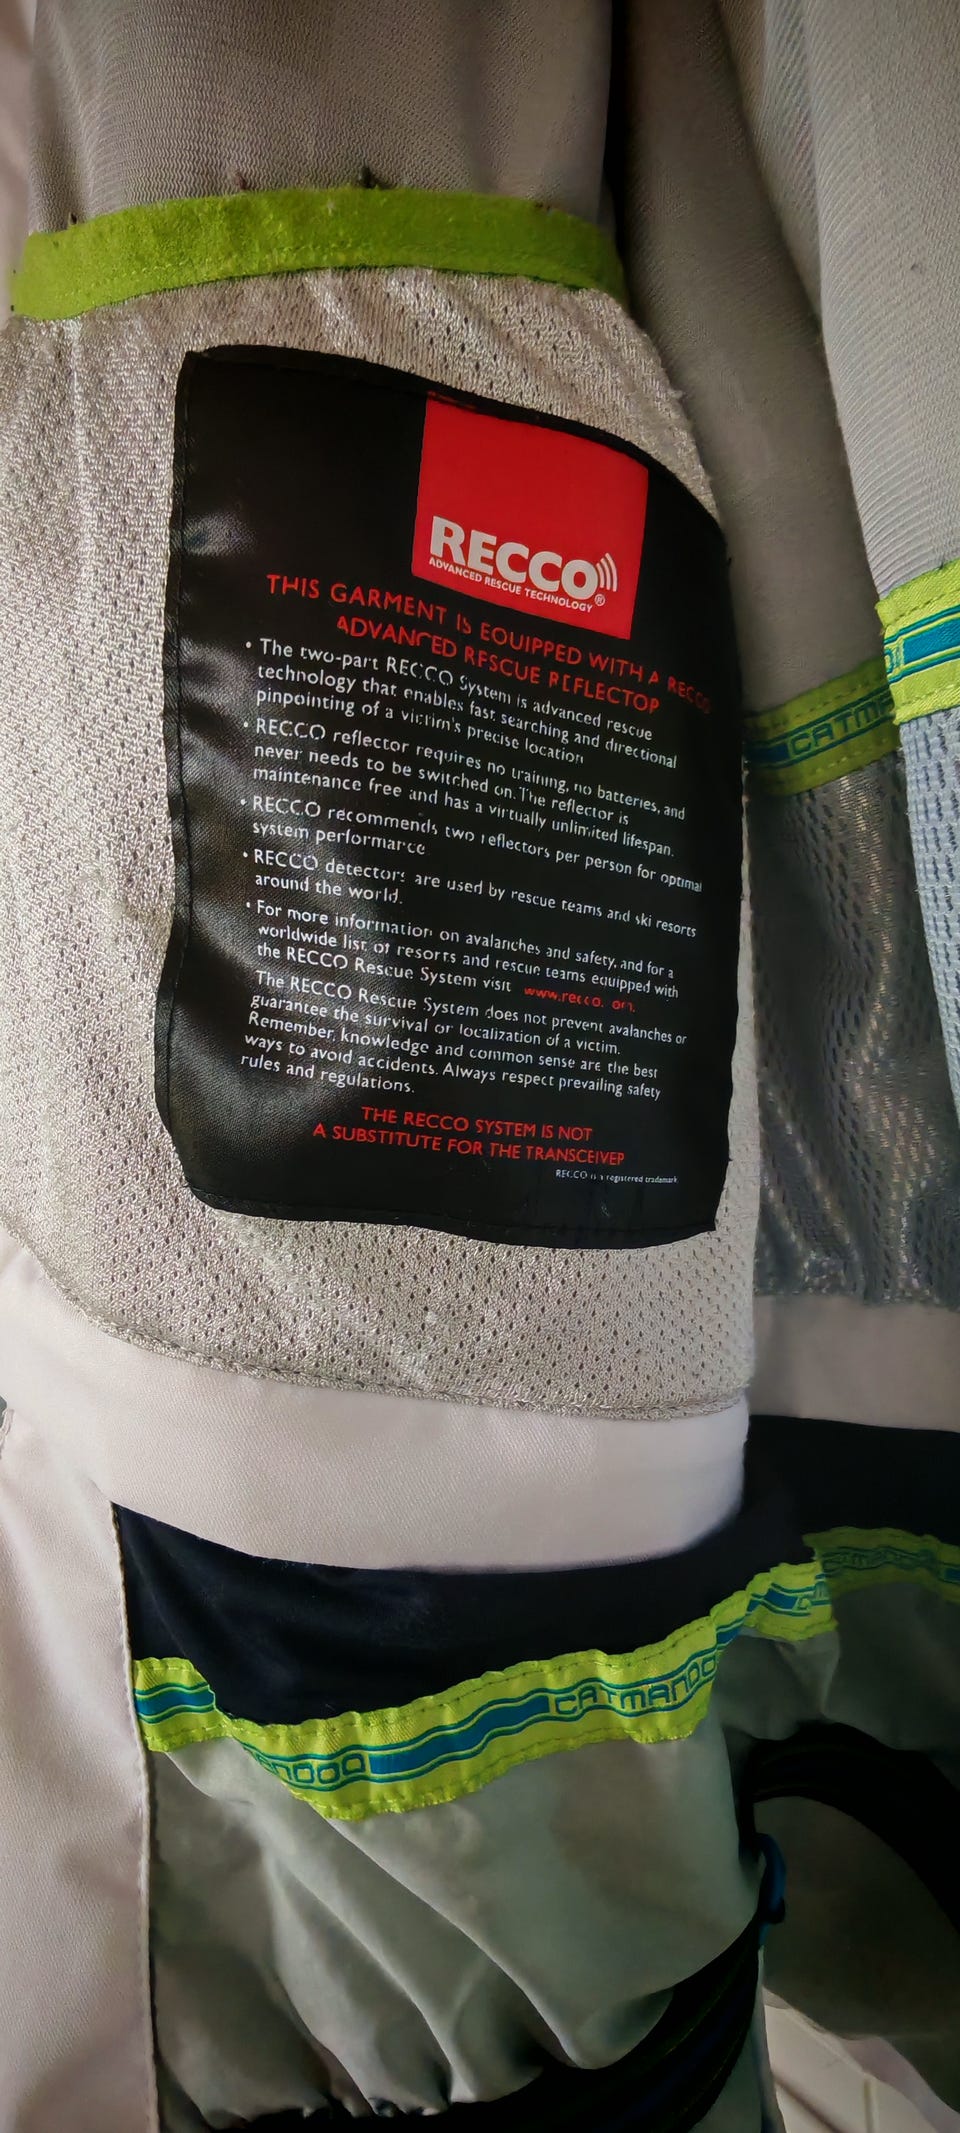 RECCO®
ADVANCED RESCUE TECHNOLOGY
THIS GARMENT IS EQUIPPED WITH A RECCO
ADVANCED RESCUE REFLECTOR
• The two-part RECCO System is advanced rescue
technology that enables fast searching and directional
pinpointing of a victim's precise location
• RECCO reflector requires no training, no batteries, and
never needs to be switched on. The reflector is
maintenance free and has a virtually unlimited lifespan.
• RECCO recommends two reflectors per person for optimal
system performance
• RECCO detectors are used by rescue teams and ski resorts
around the world.
• For more information on avalanches and safety, and for a
worldwide list of resorts and rescue teams equipped with
the RECCO Rescue System visit www.recco.
The RECCO Rescue System does not prevent avalanches or
guarantee the survival or localization of a victim.
Remember, knowledge and common sense are the best
ways to avoid accidents. Always respect prevailing safety
rules and regulations.
THE RECCO SYSTEM IS NOT
A SUBSTITUTE FOR THE TRANSCEIVER
RECCO is a registered trademark
CATMA
CATMANDOO
MANDOO